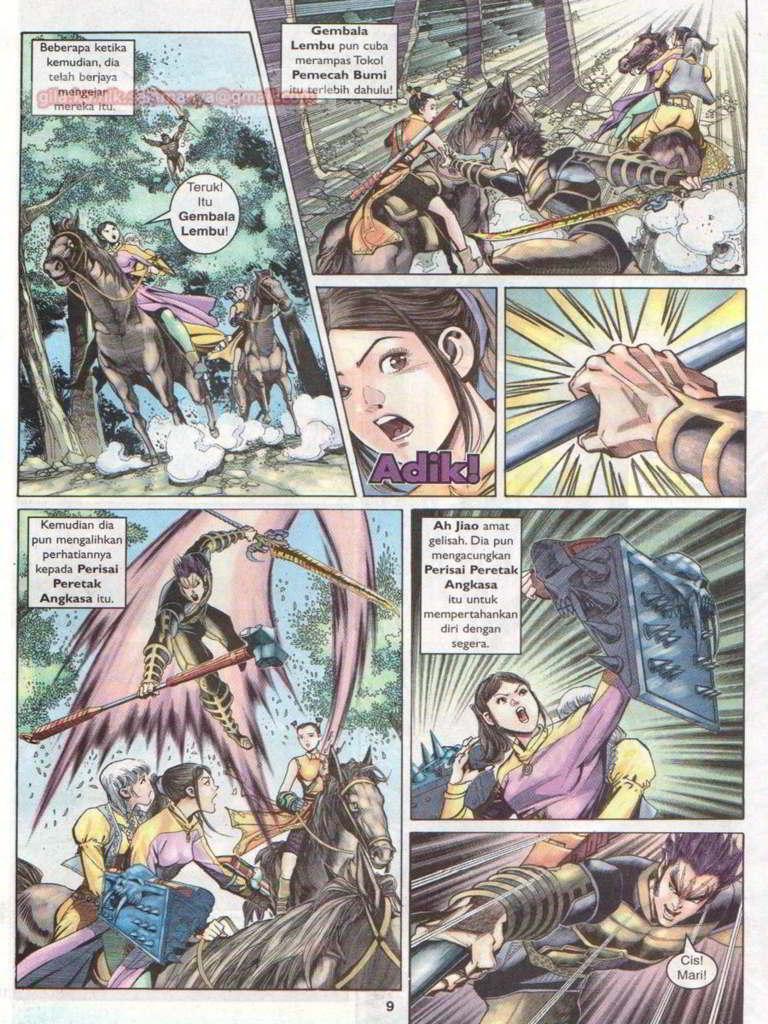 Beberapa ketika
kemudian, dia
telah berjaya
mengejar
mereka itu.
Teruk!
Itu
Gembala
Lembu!
Gembala
Lembu pun cuba
merampas Tokol
Pemecah Bumi
itu terlebih dahulu!
Adik!
Kemudian dia
pun mengalihkan
perhatiannya
kepada Perisai
Peretak
Angkasa itu.
Ah Jiao amat
gelisah. Dia pun
mengacungkan
Perisai Peretak
Angkasa
itu untuk
mempertahankan
diri dengan
segera.
Cis!
Mari!
9